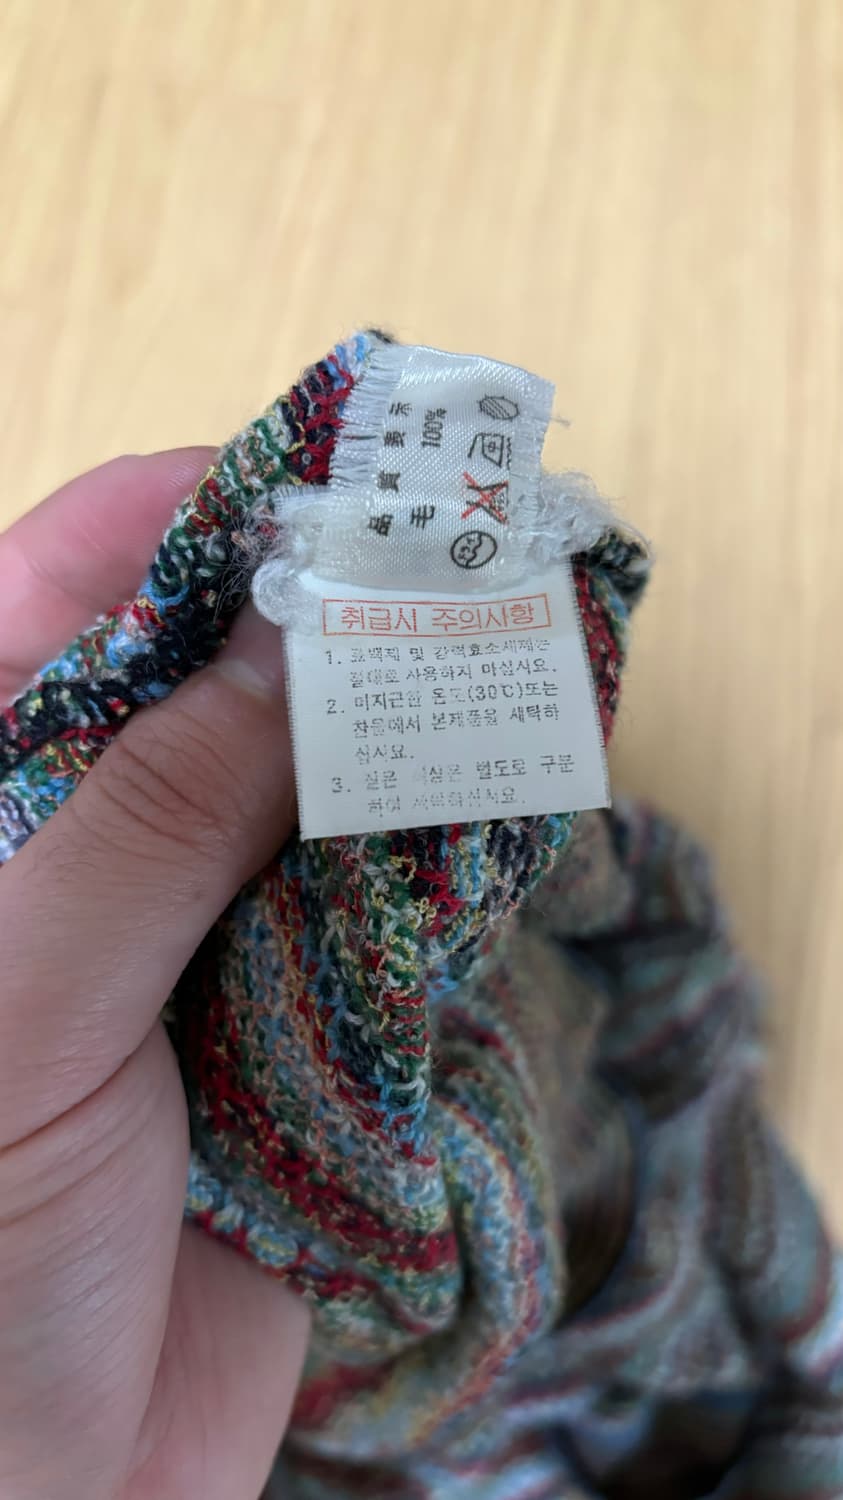 品質表示
毛 100%
취급시 주의사항
1. 표백제 및 강력효소세제는
절대로 사용하지 마십시요.
2. 미지근한 온도(30℃)또는
찬물에서 본제품을 세탁하
십시요.
3. 짙은 색상은 별도로 구분
하여 세탁하십시요.